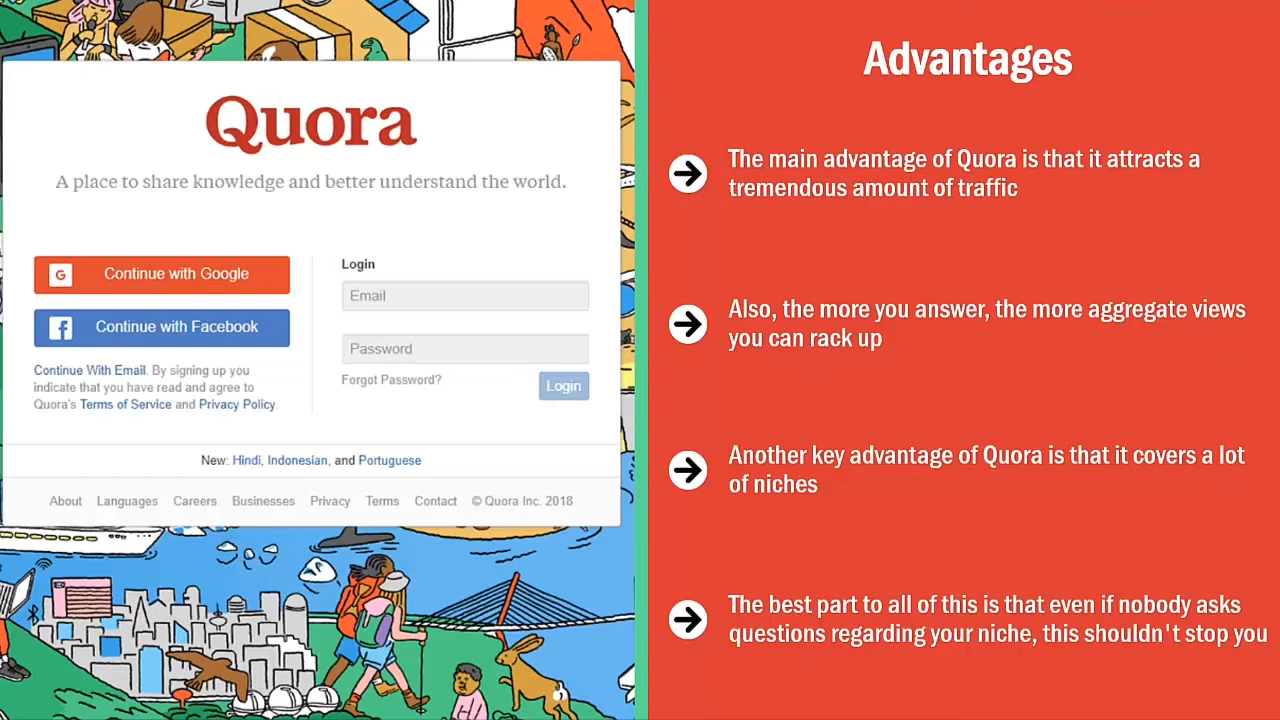 Quora
A place to share knowledge and better understand the world.
G Continue with Google
f Continue with Facebook
Continue With Email. By signing up you
indicate that you have read and agree to
Quora's Terms of Service and Privacy Policy.
Login
Email
Password
Forgot Password?
Login
New: Hindi, Indonesian, and Portuguese
About Languages Careers Businesses Privacy Terms Contact © Quora Inc. 2018
Advantages
The main advantage of Quora is that it attracts a
tremendous amount of traffic
Also, the more you answer, the more aggregate views
you can rack up
Another key advantage of Quora is that it covers a lot
of niches
The best part to all of this is that even if nobody asks
questions regarding your niche, this shouldn't stop you